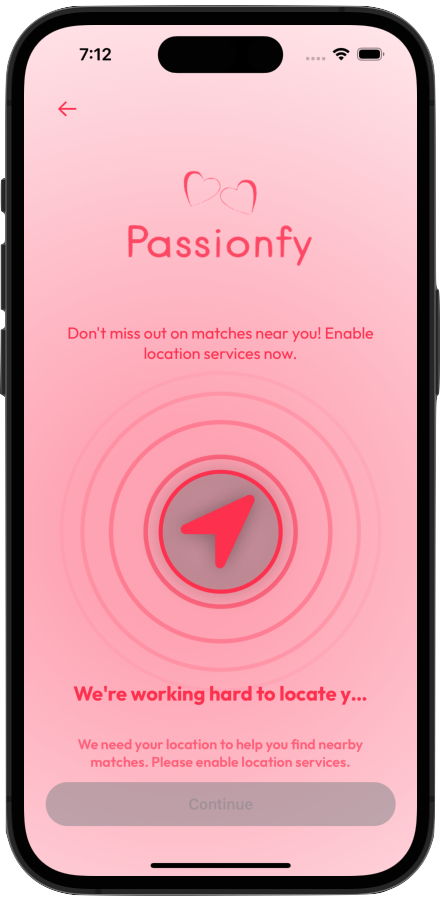 7:12
Passionfy
Don't miss out on matches near you! Enable
location services now.
We're working hard to locate y...
We need your location to help you find nearby
matches. Please enable location services.
Continue